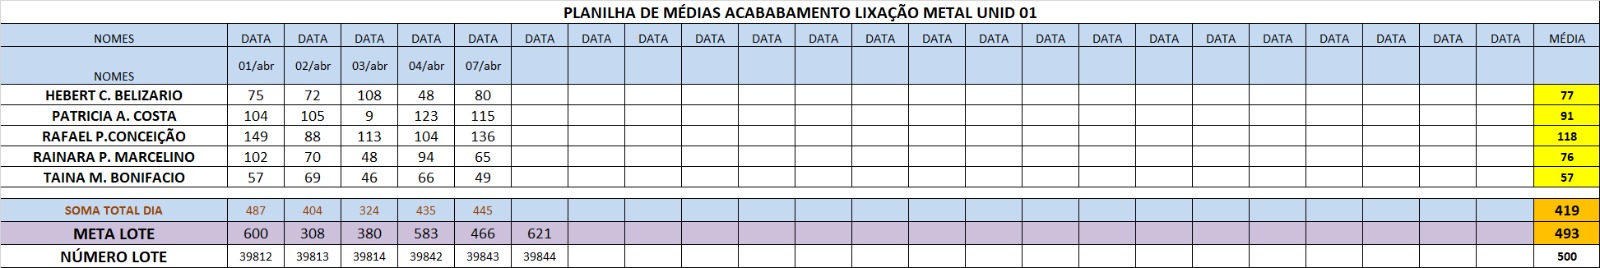 PLANILHA DE MÉDIAS ACABABAMENTO LIXAÇÃO METAL UNID 01
NOMES DATA DATA DATA DATA DATA DATA DATA DATA DATA DATA DATA DATA DATA DATA DATA DATA DATA DATA DATA DATA DATA DATA DATA MÉDIA
NOMES 01/abr 02/abr 03/abr 04/abr 07/abr
HEBERT C. BELIZARIO 75 72 108 48 80 77
PATRICIA A. COSTA 104 105 9 123 115 91
RAFAEL P.CONCEIÇÃO 149 88 113 104 136 118
RAINARA P. MARCELINO 102 70 48 94 65 76
TAINA M. BONIFACIO 57 69 46 66 49 57
SOMA TOTAL DIA 487 404 324 435 445 419
META LOTE 600 308 380 583 466 621 493
NÚMERO LOTE 39812 39813 39814 39842 39843 39844 500